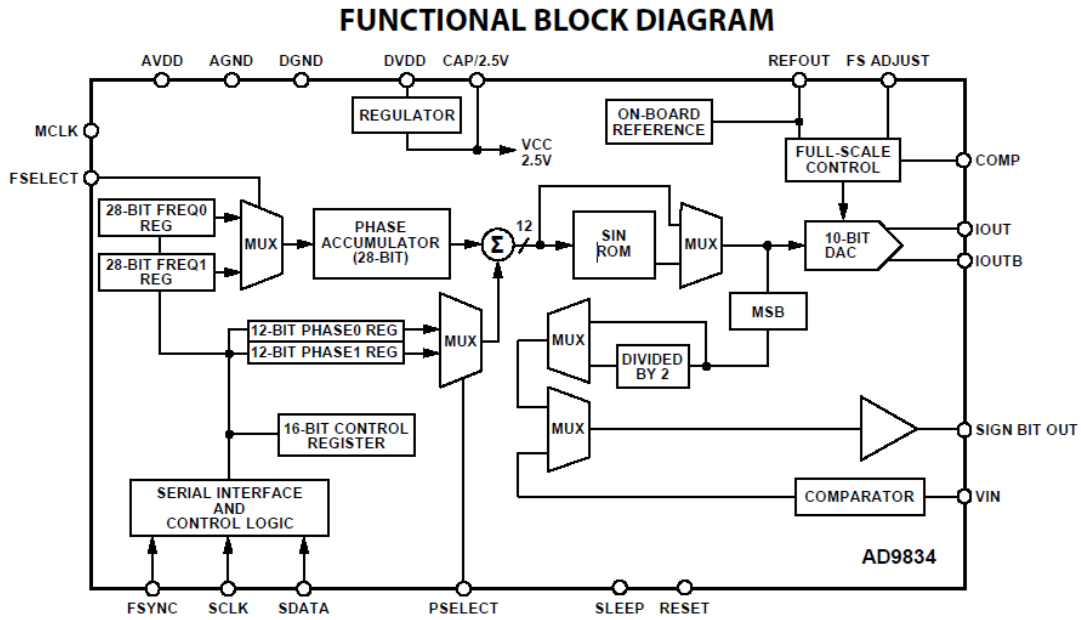 FUNCTIONAL BLOCK DIAGRAM
AVDD
AGND
DGND
DVDD
CAP/2.5V
REFOUT
FS ADJUST
REGULATOR
ON-BOARD
REFERENCE
MCLK
VCC
2.5V
FULL-SCALE
CONTROL
COMP
FSELECT
28-BIT FREQ0
REG
MUX
PHASE
ACCUMULATOR
(28-BIT)
Σ
12
SIN
ROM
MUX
10-BIT
DAC
IOUT
IOUTB
28-BIT FREQ1
REG
MSB
12-BIT PHASE0 REG
12-BIT PHASE1 REG
MUX
MUX
DIVIDED
BY 2
16-BIT CONTROL
REGISTER
MUX
SIGN BIT OUT
SERIAL INTERFACE
AND
CONTROL LOGIC
COMPARATOR
VIN
AD9834
FSYNC
SCLK
SDATA
PSELECT
SLEEP
RESET